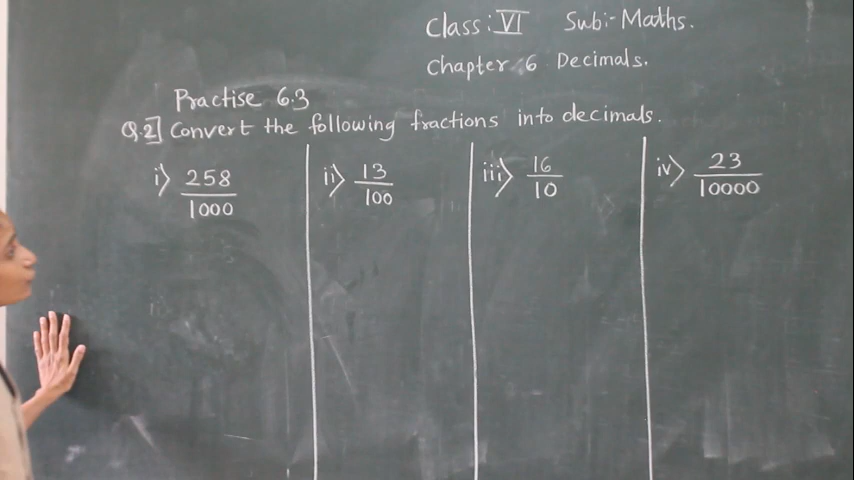 Class: VI Sub:- Maths.
Chapter 6 Decimals.
Practise 6.3
Q.2] Convert the following fractions into decimals.
i) 258/1000 ii) 13/100 iii) 16/10 iv) 23/10000